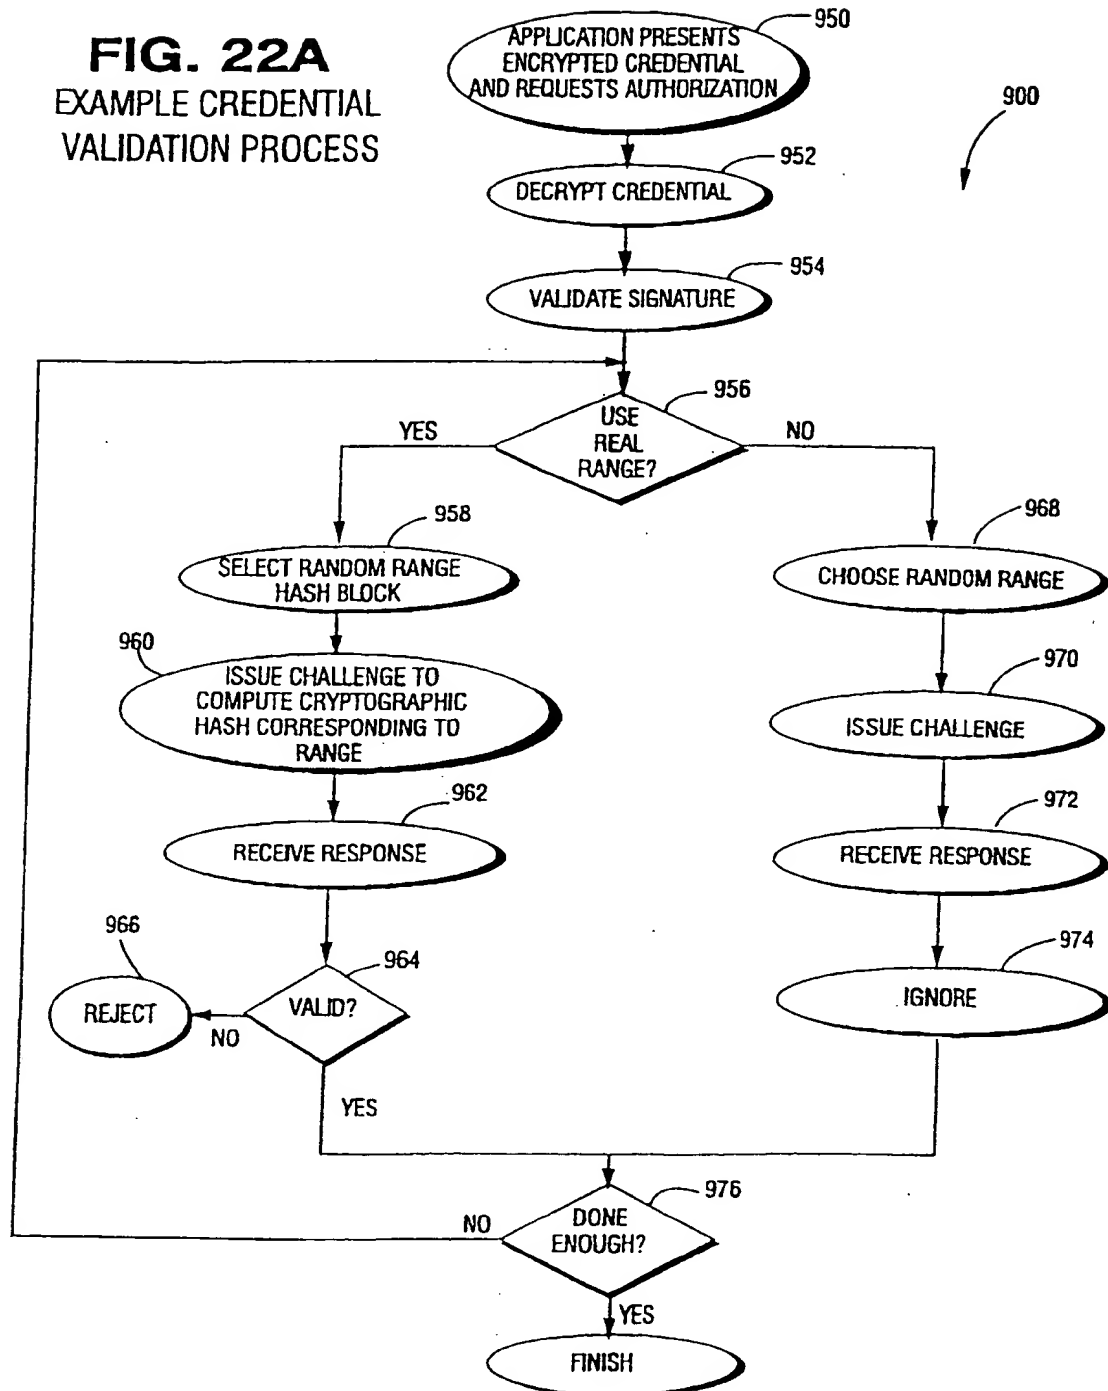 FIG. 22A
EXAMPLE CREDENTIAL
VALIDATION PROCESS
950
APPLICATION PRESENTS
ENCRYPTED CREDENTIAL
AND REQUESTS AUTHORIZATION
900
952
DECRYPT CREDENTIAL
954
VALIDATE SIGNATURE
956
USE
REAL
RANGE?
YES
NO
958
SELECT RANDOM RANGE
HASH BLOCK
968
CHOOSE RANDOM RANGE
960
ISSUE CHALLENGE TO
COMPUTE CRYPTOGRAPHIC
HASH CORRESPONDING TO
RANGE
970
ISSUE CHALLENGE
962
RECEIVE RESPONSE
972
RECEIVE RESPONSE
966
REJECT
964
VALID?
NO
YES
974
IGNORE
976
DONE
ENOUGH?
NO
YES
FINISH